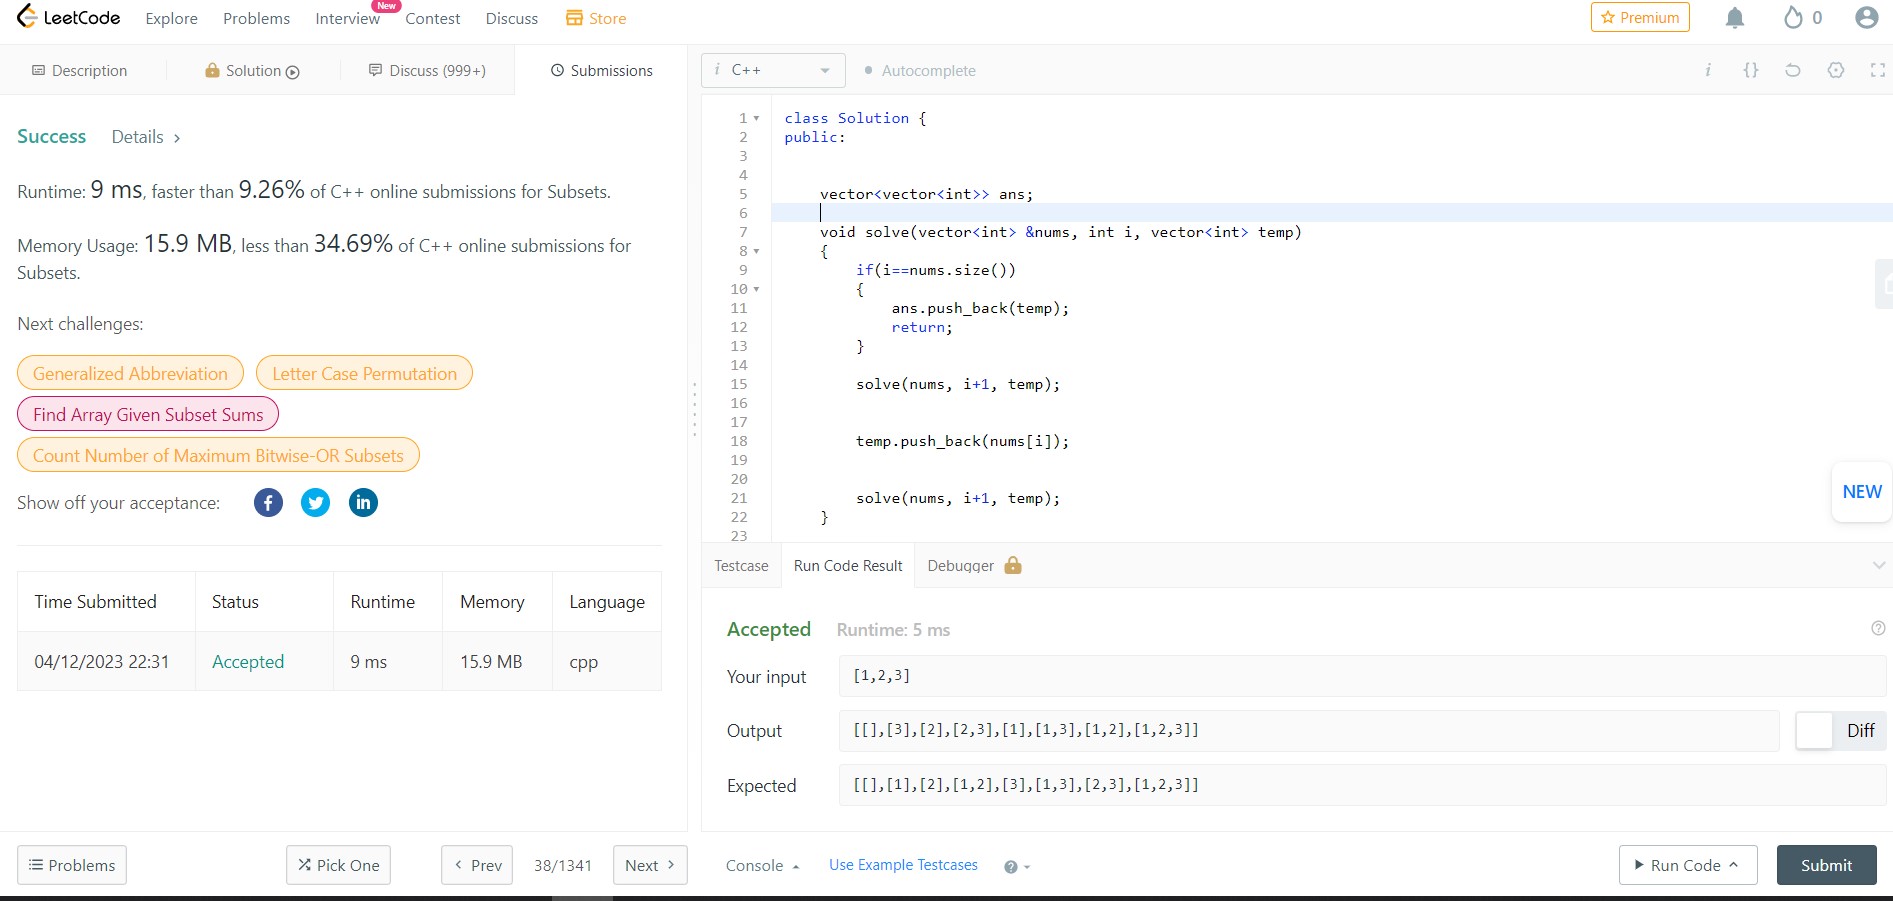 LeetCode Explore Problems Interview New Contest Discuss Store Premium 0
Description Solution Discuss (999+) Submissions
Success Details >
Runtime: 9 ms, faster than 9.26% of C++ online submissions for Subsets.
Memory Usage: 15.9 MB, less than 34.69% of C++ online submissions for
Subsets.
Next challenges:
Generalized Abbreviation Letter Case Permutation
Find Array Given Subset Sums
Count Number of Maximum Bitwise-OR Subsets
Show off your acceptance:
Time Submitted Status Runtime Memory Language
04/12/2023 22:31 Accepted 9 ms 15.9 MB cpp
Problems Pick One < Prev 38/1341 Next >
i C++ Autocomplete i {}
1 class Solution {
2 public:
3
4
5 vector<vector<int>> ans;
6
7 void solve(vector<int> &nums, int i, vector<int> temp)
8 {
9 if(i==nums.size())
10 {
11 ans.push_back(temp);
12 return;
13 }
14
15 solve(nums, i+1, temp);
16
17
18 temp.push_back(nums[i]);
19
20
21 solve(nums, i+1, temp);
22 }
23
NEW
Testcase Run Code Result Debugger
Accepted Runtime: 5 ms
Your input [1,2,3]
Output [[],[3],[2],[2,3],[1],[1,3],[1,2],[1,2,3]] Diff
Expected [[],[1],[2],[1,2],[3],[1,3],[2,3],[1,2,3]]
Console Use Example Testcases ? Run Code Submit